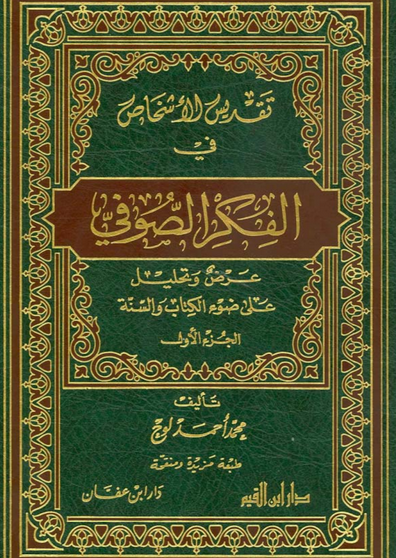 تقديس الأشخاص
في
الفكر الصوفي
عرض وتحليل
على ضوء الكتاب والسنة
الجزء الأول
تأليف
محمد أحمد لوح
طبعة مزيدة ومنقحة
دار ابن القيم دار ابن عفان